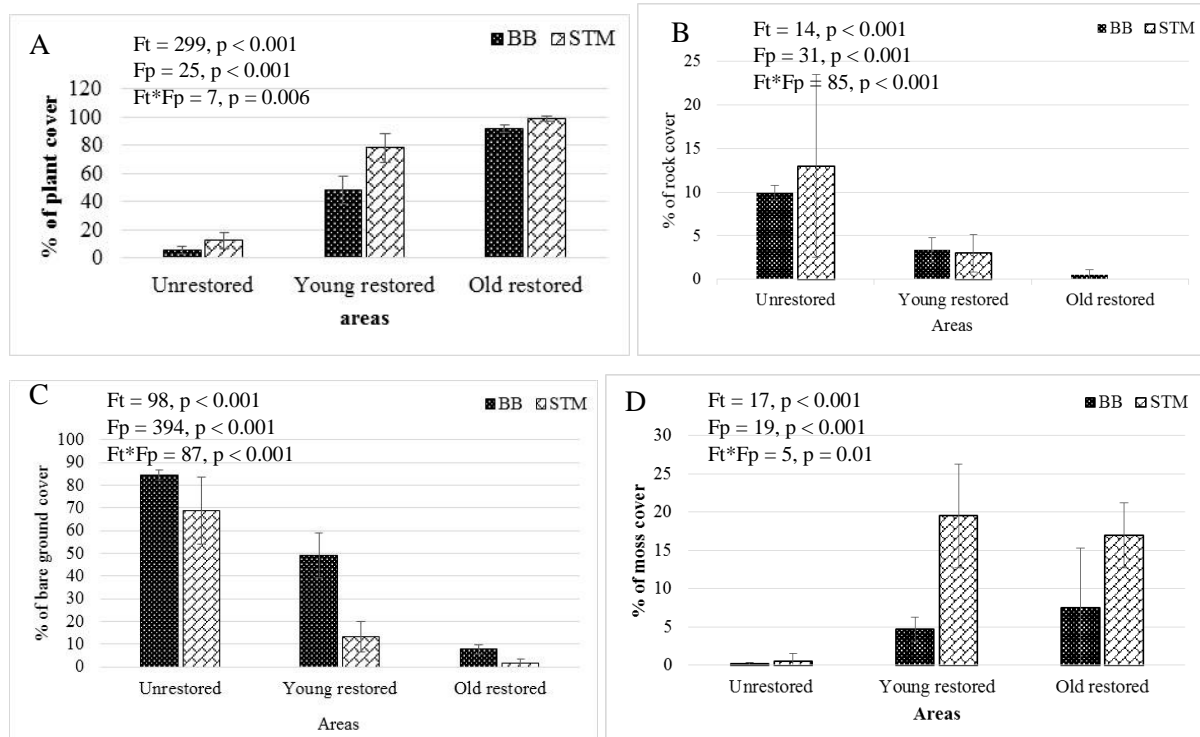 A
Ft = 299, p < 0.001
Fp = 25, p < 0.001
Ft*Fp = 7, p = 0.006
BB STM
120
100
80
60
40
20
0
% of plant cover
Unrestored Young restored Old restored
areas
B
Ft = 14, p < 0.001
Fp = 31, p < 0.001
Ft*Fp = 85, p < 0.001
BB STM
25
20
15
10
5
0
% of rock cover
Unrestored Young restored Old restored
Areas
C
Ft = 98, p < 0.001
Fp = 394, p < 0.001
Ft*Fp = 87, p < 0.001
BB STM
100
90
80
70
60
50
40
30
20
10
0
% of bare ground cover
Unrestored Young restored Old restored
Areas
D
Ft = 17, p < 0.001
Fp = 19, p < 0.001
Ft*Fp = 5, p = 0.01
BB STM
30
25
20
15
10
5
0
% of moss cover
Unrestored Young restored Old restored
Areas